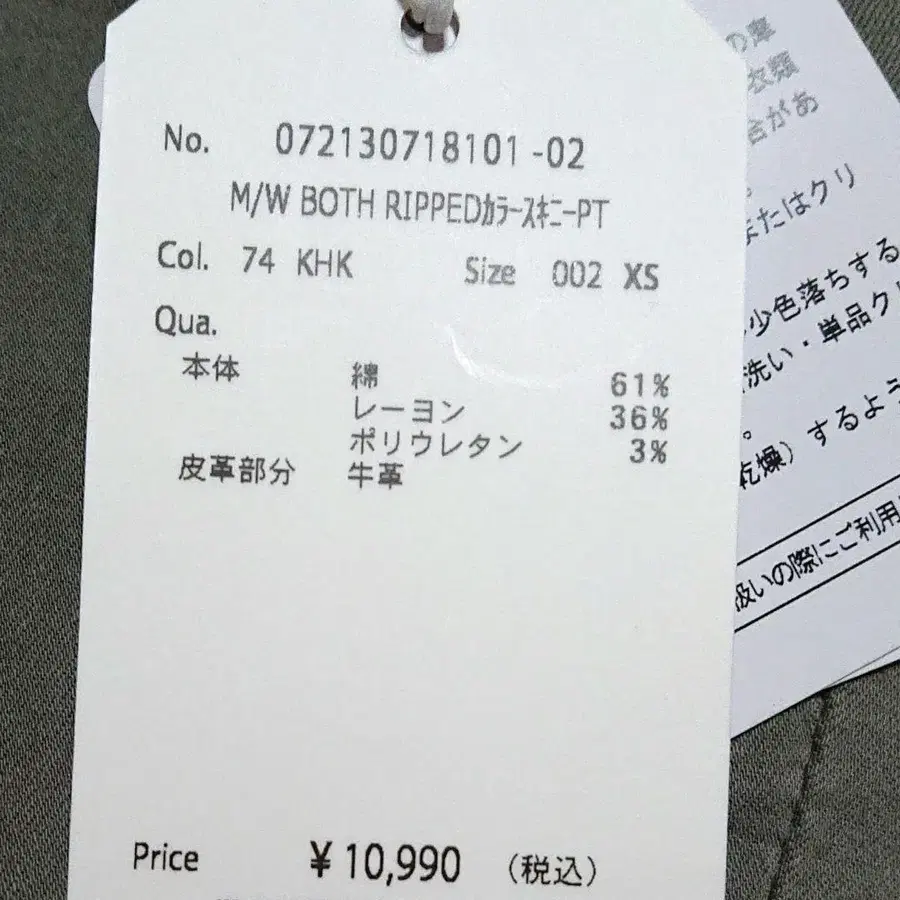 No. 072130718101 -02
M/W BOTH RIPPEDｶﾗｰｽｷﾆｰPT
Col. 74 KHK Size 002 XS
Qua.
本体 綿 61%
レーヨン 36%
ポリウレタン 3%
皮革部分 牛革
Price ¥ 10,990 (税込)
の摩
衣類
合があ
。
またはクリ
少色落ちする
洗い・単品ク
。
乾燥）するよう
扱いの際にご利用